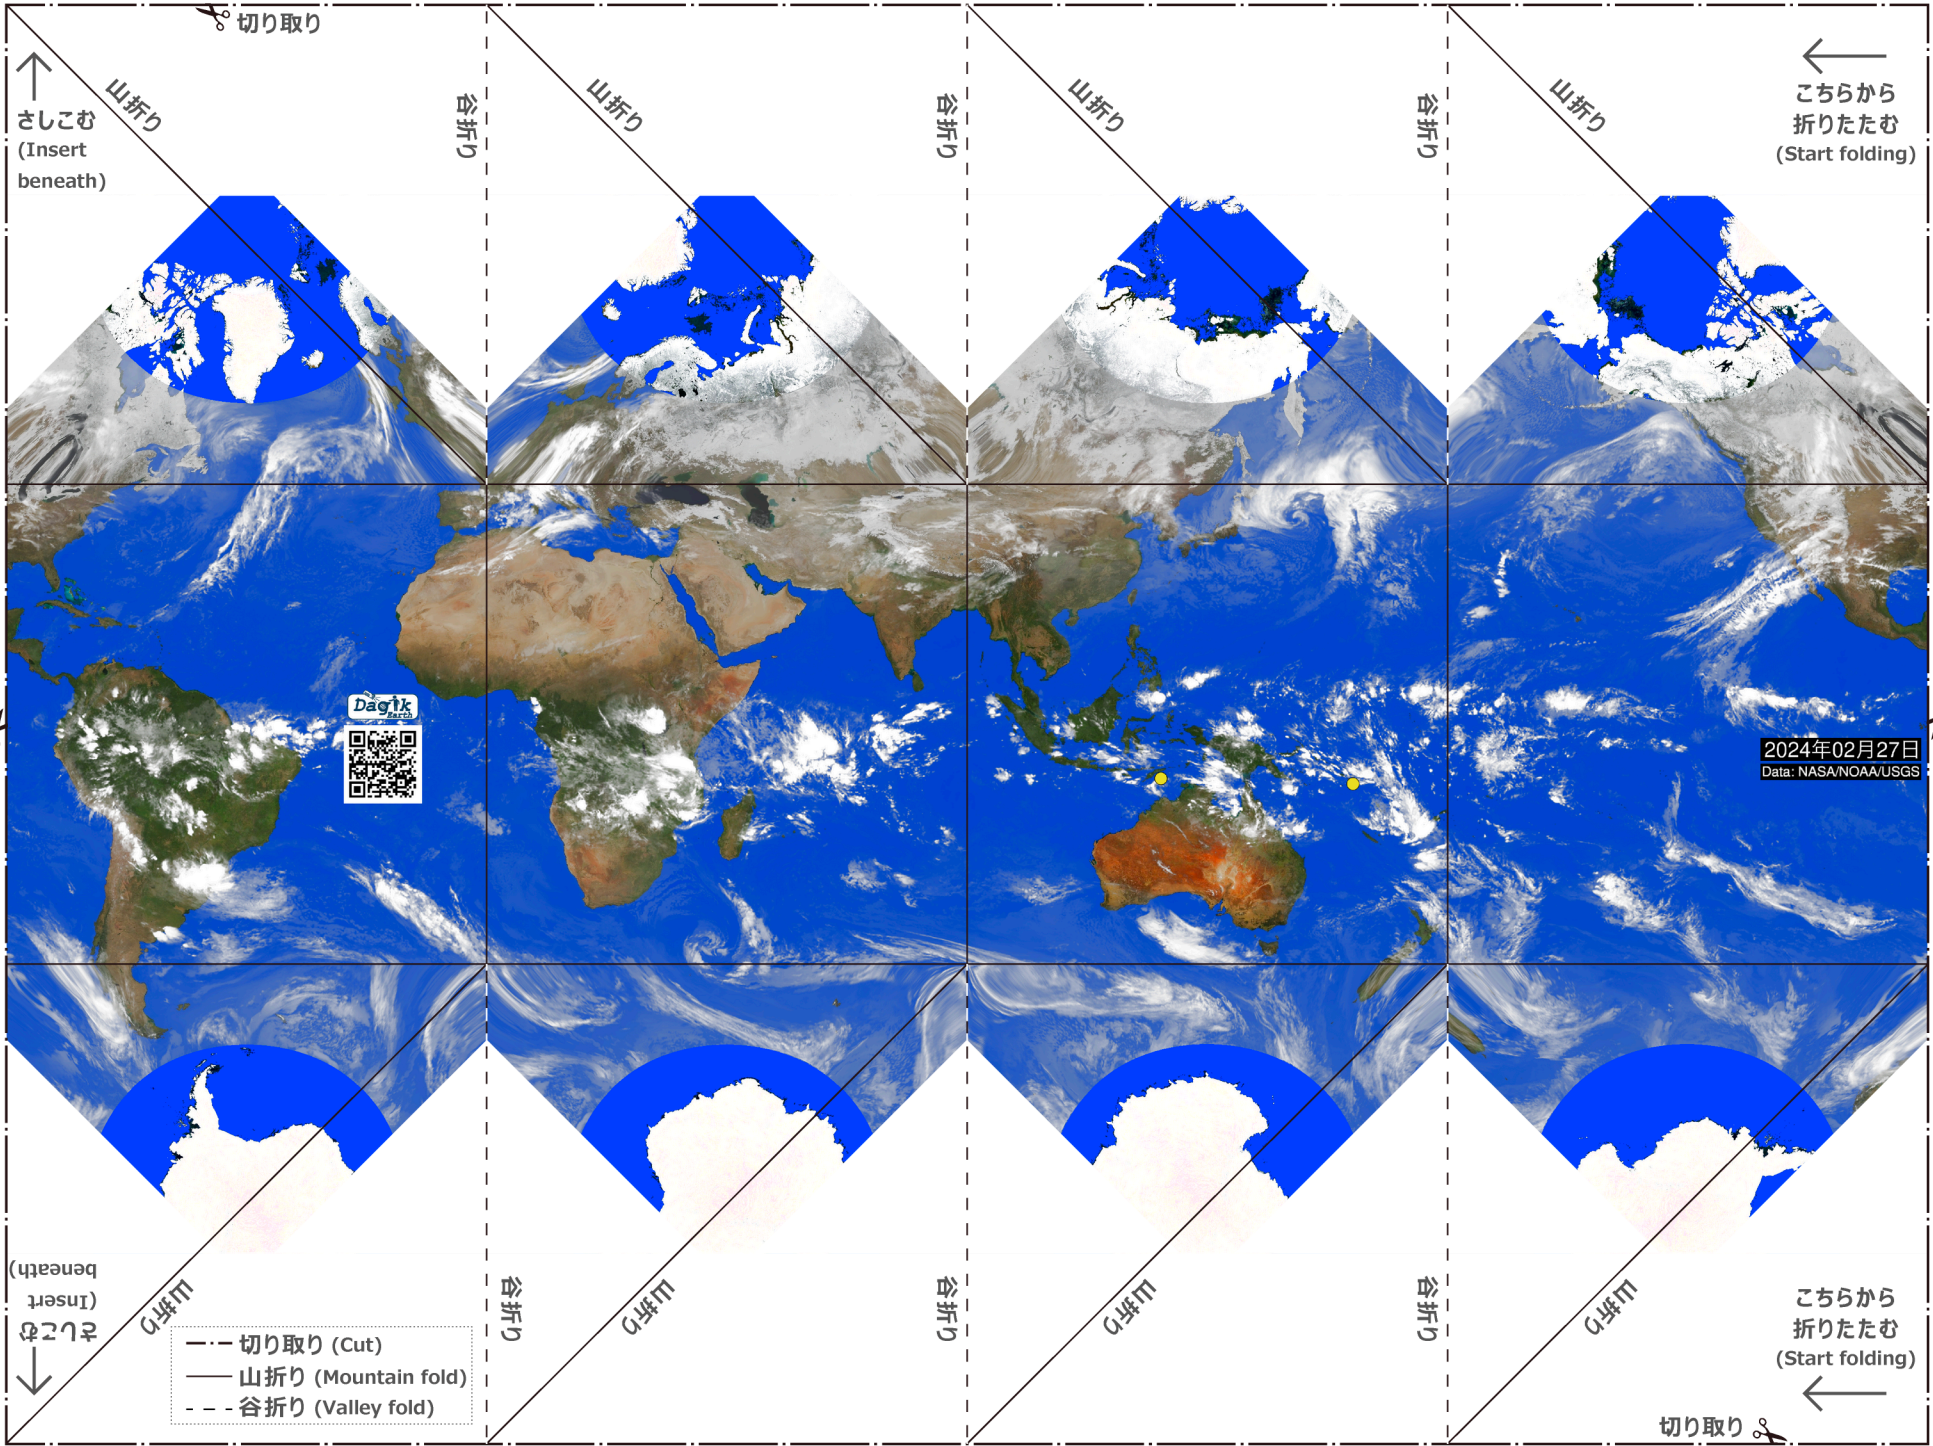 切り取り
山折り
谷折り
山折り
谷折り
山折り
谷折り
山折り
さしこむ
(Insert
beneath)
こちらから
折りたたむ
(Start folding)
Dagik
Earth
2024年02月27日
Data: NASA/NOAA/USGS
さしこむ
(Insert
beneath)
山折り
谷折り
山折り
谷折り
山折り
谷折り
山折り
こちらから
折りたたむ
(Start folding)
切り取り (Cut)
山折り (Mountain fold)
谷折り (Valley fold)
切り取り